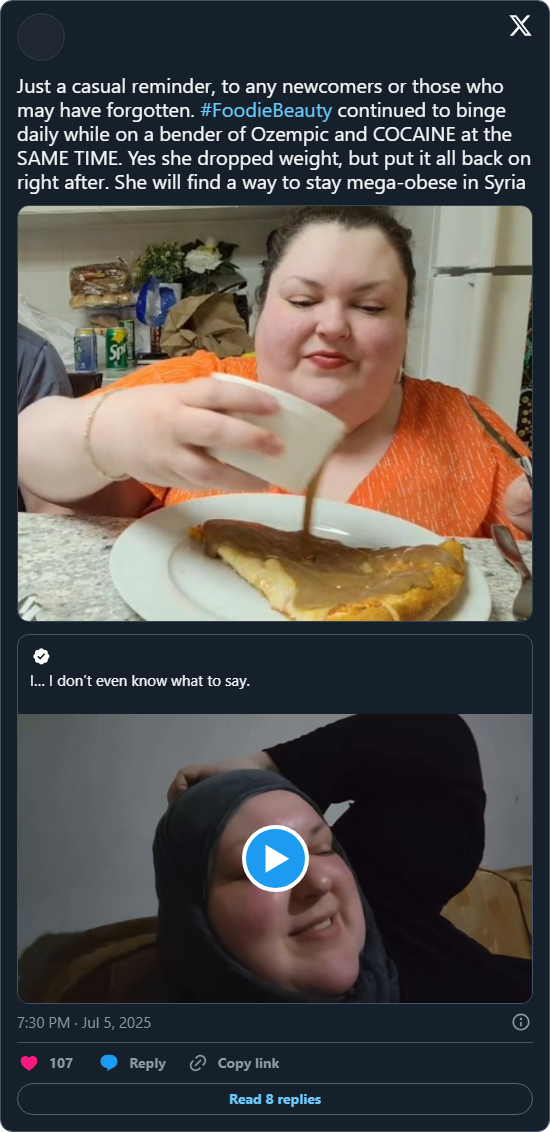 Just a casual reminder, to any newcomers or those who
may have forgotten. #FoodieBeauty continued to binge
daily while on a bender of Ozempic and COCAINE at the
SAME TIME. Yes she dropped weight, but put it all back on
right after. She will find a way to stay mega-obese in Syria
Sp
I... I don't even know what to say.
7:30 PM · Jul 5, 2025
107 Reply Copy link
Read 8 replies